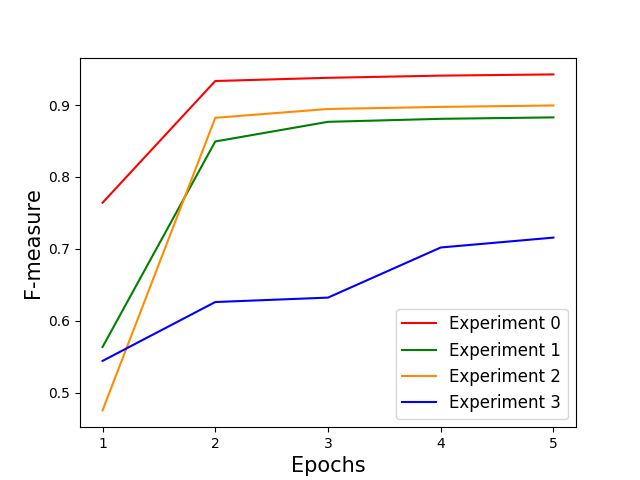 F-measure
0.9
0.8
0.7
0.6
0.5
1 2 3 4 5
Epochs
Experiment 0
Experiment 1
Experiment 2
Experiment 3